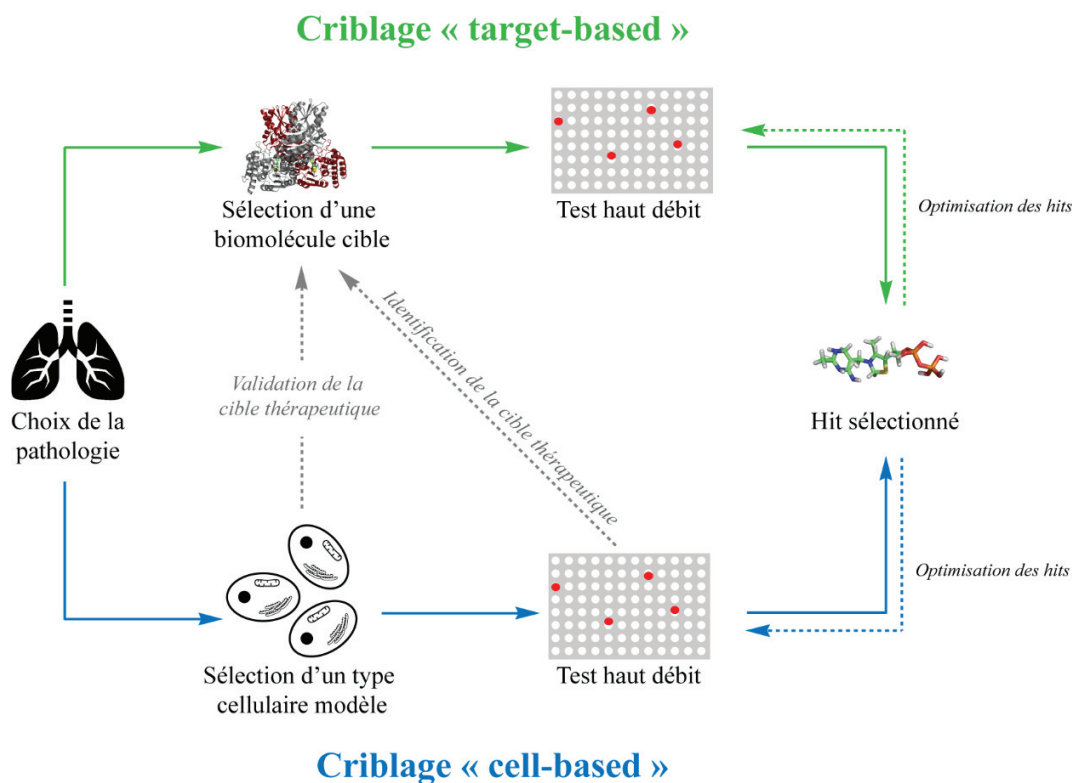 Criblage « target-based »
Sélection d'une
biomolécule cible
Test haut débit
Optimisation des hits
Choix de la
pathologie
Validation de la
cible thérapeutique
Identification de la cible thérapeutique
Hit sélectionné
Optimisation des hits
Sélection d'un type
cellulaire modèle
Test haut débit
Criblage « cell-based »